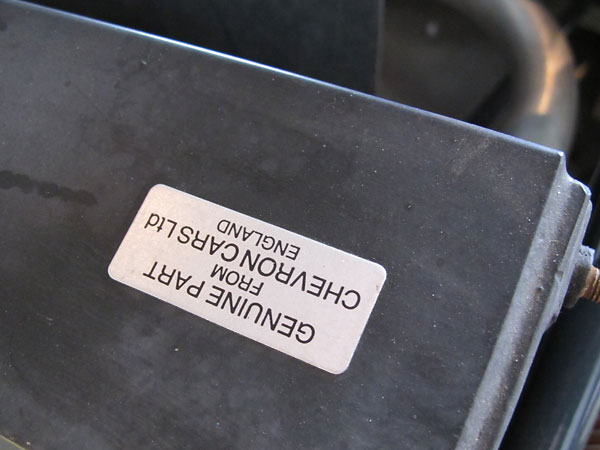 GENUINE PART
FROM
CHEVRON CARS Ltd
ENGLAND